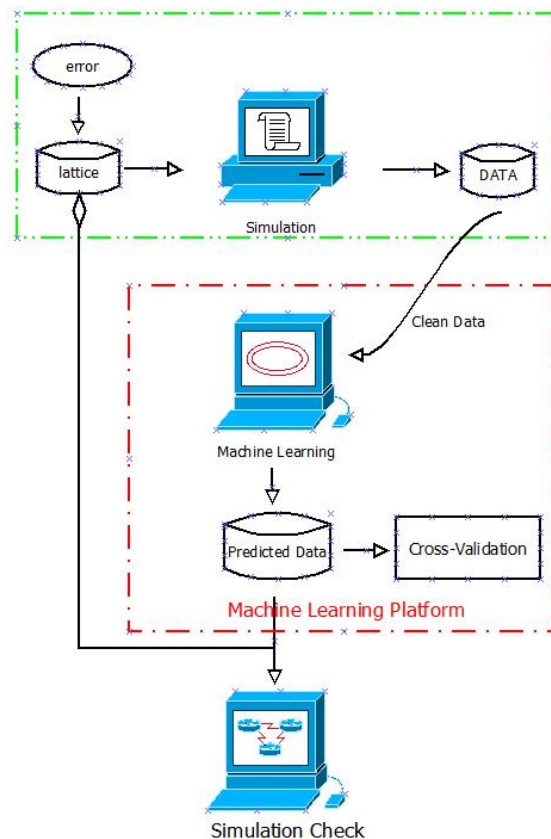 error
lattice
Simulation
DATA
Clean Data
Machine Learning
Predicted Data
Cross-Validation
Machine Learning Platform
Simulation Check